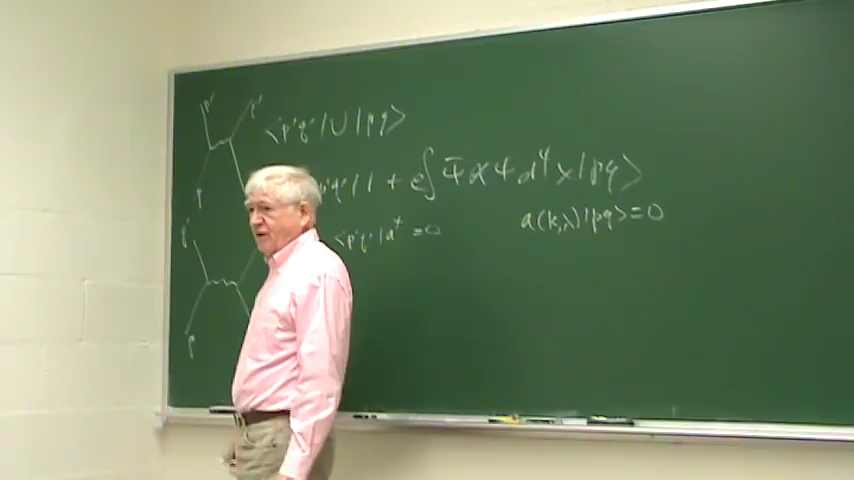 p' q'
<p'q'|U|pq>
p'q'|1 + e∫ Ψ̄ A̸ Ψ d⁴x|pq>
p
q'
<p'q'|a⁺ = 0
a(k,λ)|pq> = 0
p